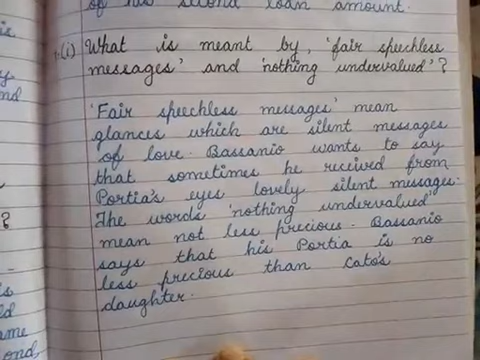 of his second loan amount.
(i) What is meant by, 'fair speechless
messages' and 'nothing undervalued'?
'Fair speechless messages' mean
glances which are silent messages
of love. Bassanio wants to say
that sometimes he received from
Portia's eyes lovely silent messages.
The words 'nothing undervalued'
mean not less precious. Bassanio
says that his Portia is no
less precious than Cato's
daughter.